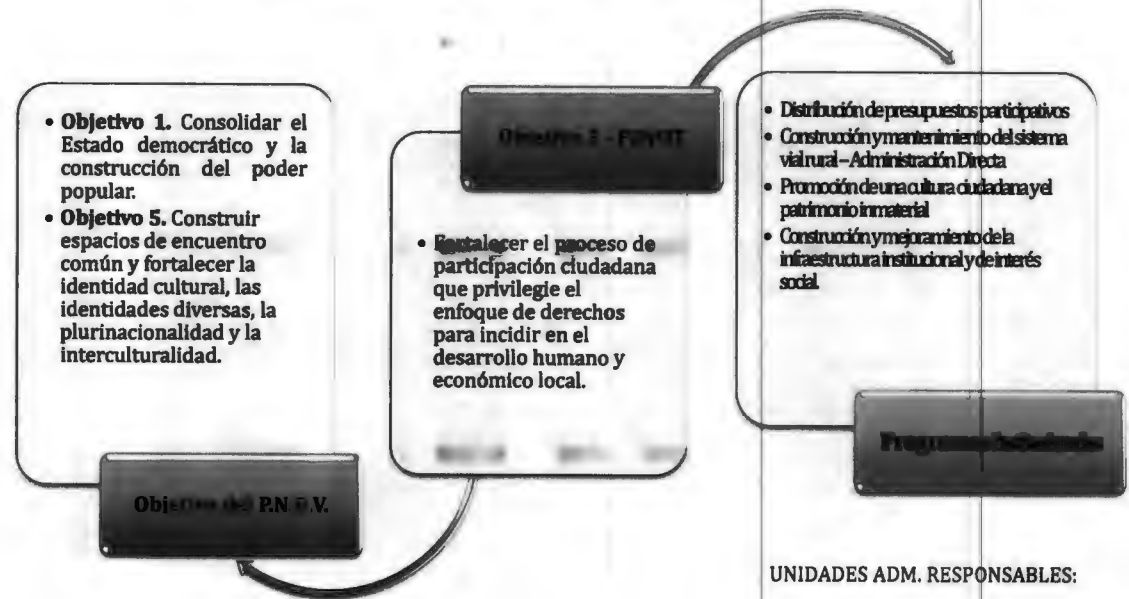 • Objetivo 1. Consolidar el
Estado democrático y la
construcción del poder
popular.
• Objetivo 5. Construir
espacios de encuentro
común y fortalecer la
identidad cultural, las
identidades diversas, la
plurinacionalidad y la
interculturalidad.
Objetivo del P.N.B.V.
Objetivo
• Fortalecer el proceso de
participación ciudadana
que privilegie el
enfoque de derechos
para incidir en el
desarrollo humano y
económico local.
• Distribución de presupuestos participativos
• Construcción y mantenimiento del sistema
vial rural – Administración Directa
• Promoción de una cultura ciudadana y el
patrimonio inmaterial
• Construcción y mejoramiento de la
infraestructura institucional y de interés
social.
UNIDADES ADM. RESPONSABLES: